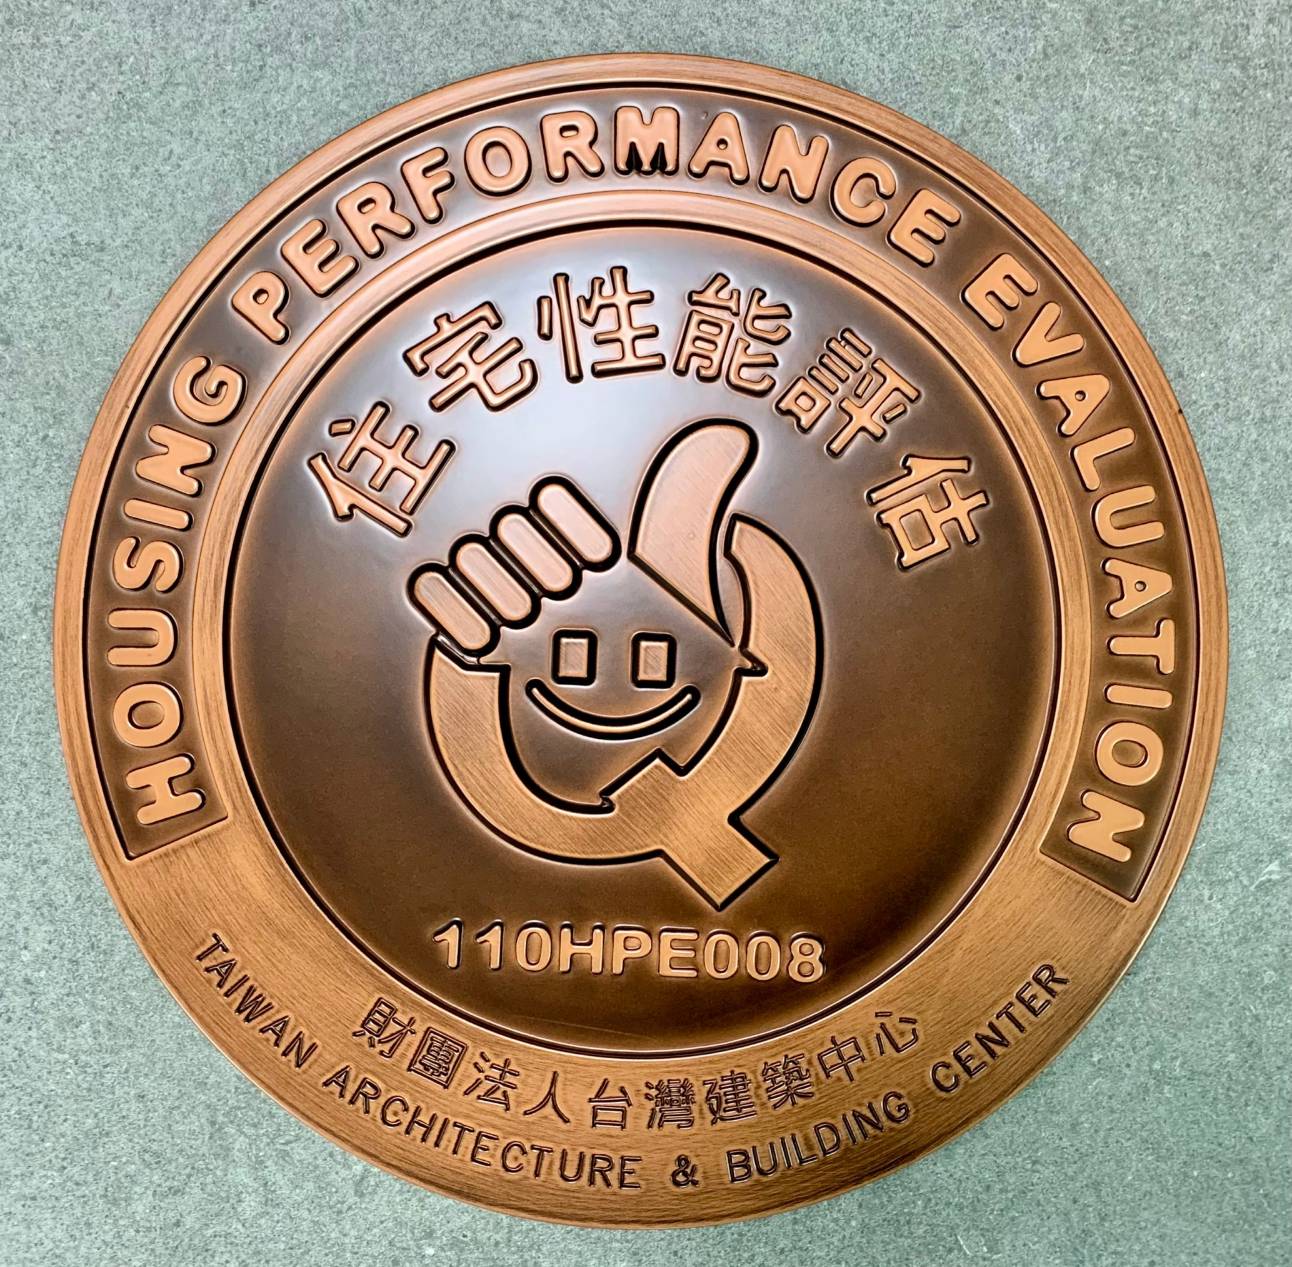 HOUSING PERFORMANCE EVALUATION
住宅性能評估
110HPE008
財團法人台灣建築中心
TAIWAN ARCHITECTURE & BUILDING CENTER